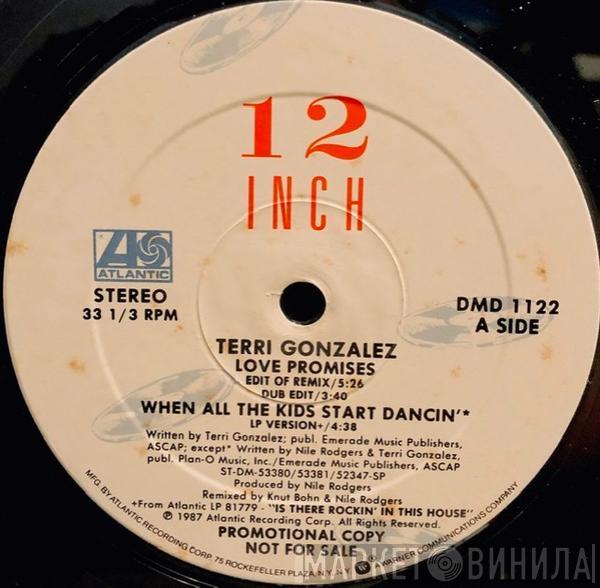 12
INCH
ATLANTIC
STEREO
33 1/3 RPM
DMD 1122
A SIDE
TERRI GONZALEZ
LOVE PROMISES
EDIT OF REMIX/5:26
DUB EDIT/3:40
WHEN ALL THE KIDS START DANCIN'*
LP VERSION+/4:38
Written by Terri Gonzalez; publ. Emerade Music Publishers,
ASCAP; except* Written by Nile Rodgers & Terri Gonzalez,
publ. Plan-O Music, Inc./Emerade Music Publishers, ASCAP
ST-DM-53380/53381/52347-SP
Produced by Nile Rodgers
Remixed by Knut Bohn & Nile Rodgers
+From Atlantic LP 81779 - "IS THERE ROCKIN' IN THIS HOUSE"
℗ 1987 Atlantic Recording Corp. All Rights Reserved.
PROMOTIONAL COPY
NOT FOR SALE
MFG. BY ATLANTIC RECORDING CORP. 75 ROCKEFELLER PLAZA, N.Y., N.Y. A WARNER COMMUNICATIONS COMPANY
МАРКЕТ ВИНИЛА